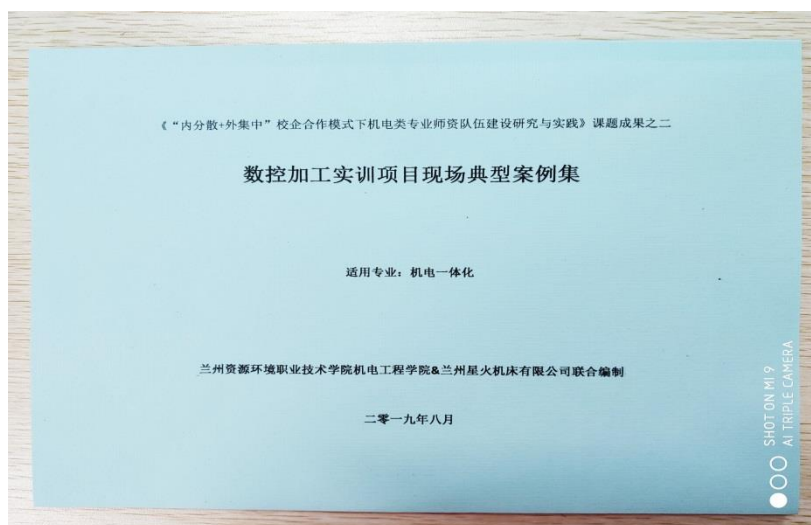 《“内分散+外集中”校企合作模式下机电类专业师资队伍建设研究与实践》课题成果之二
数控加工实训项目现场典型案例集
适用专业：机电一体化
兰州资源环境职业技术学院机电工程学院&兰州星火机床有限公司联合编制
二零一九年八月
SHOT ON MI 9
AI TRIPLE CAMERA